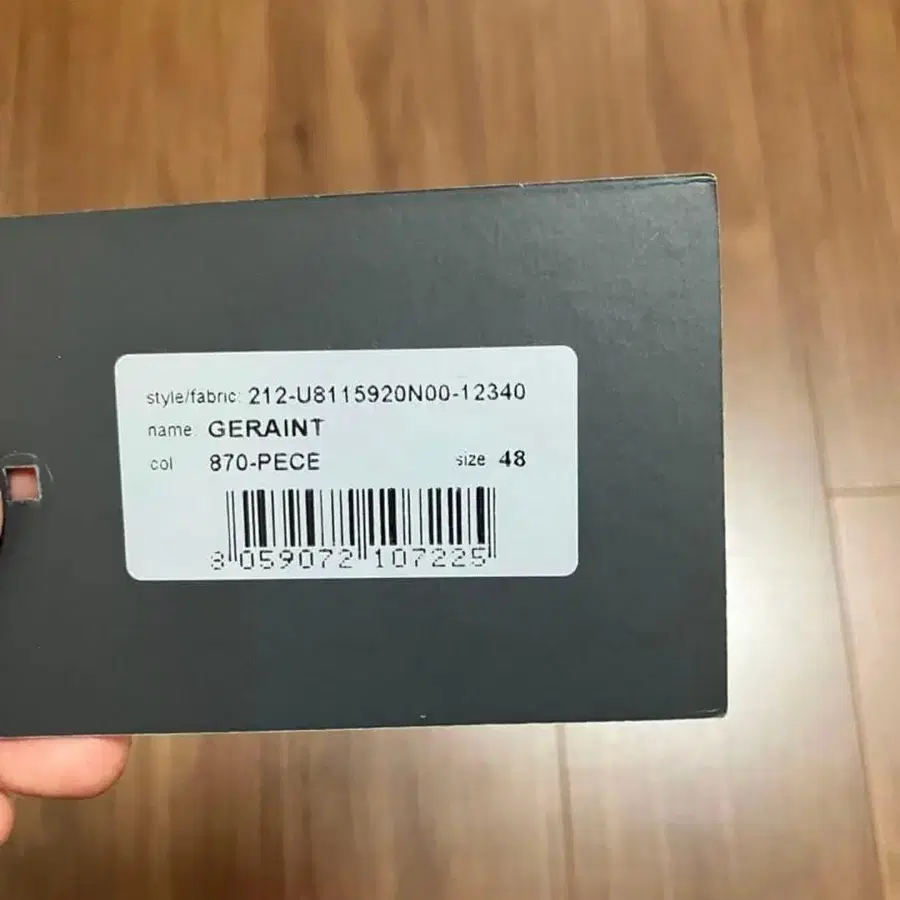 style/fabric: 212-U8115920N00-12340
name: GERAINT
col 870-PECE size 48
8 059072 107225